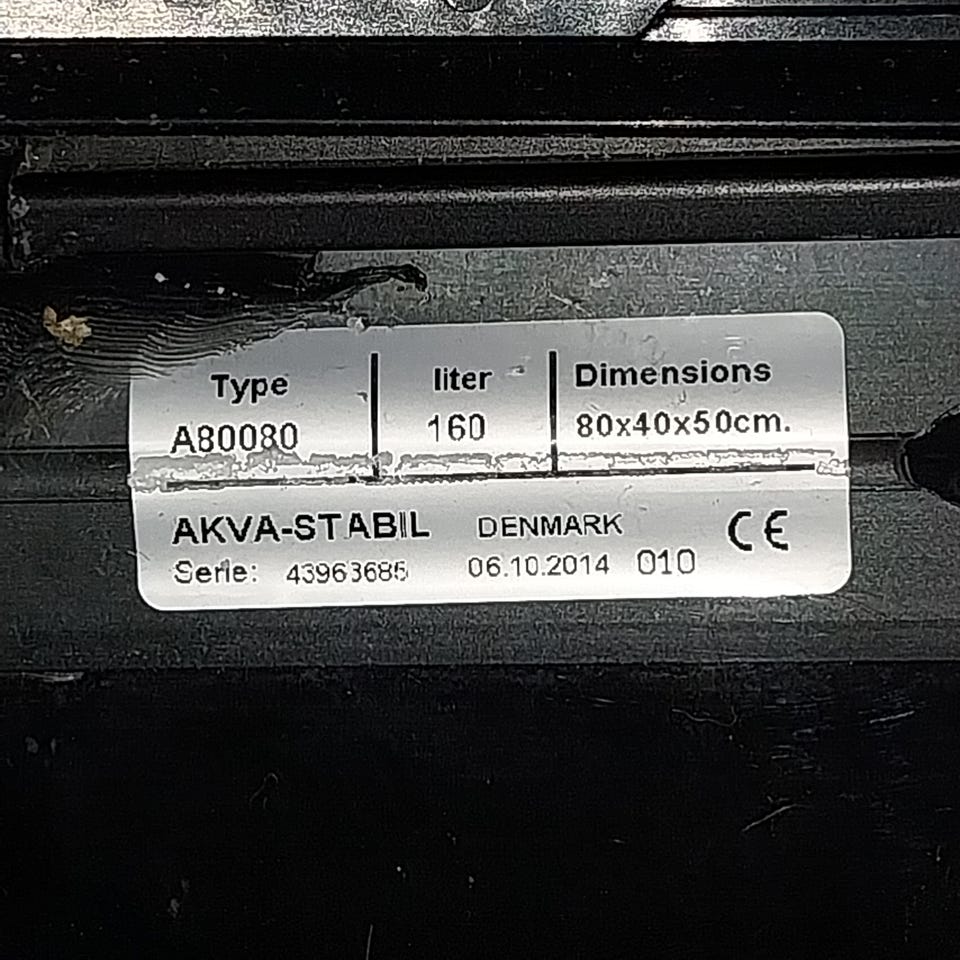 Type liter Dimensions
A80080 160 80x40x50cm.
AKVA-STABIL DENMARK CE
Serie: 43963685 06.10.2014 010